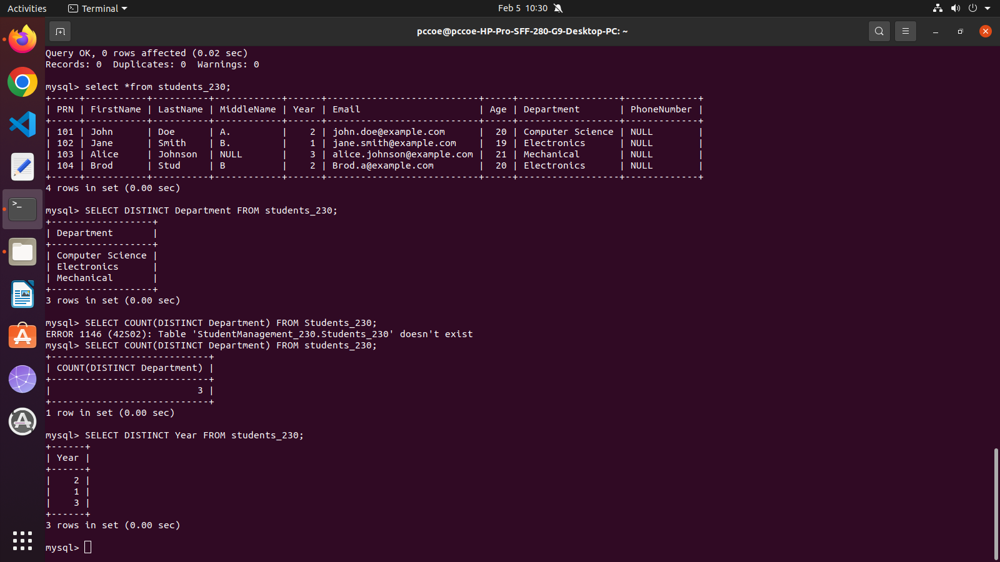 Activities Terminal Feb 5 10:30
pccoe@pccoe-HP-Pro-SFF-280-G9-Desktop-PC: ~
Query OK, 0 rows affected (0.02 sec)
Records: 0  Duplicates: 0  Warnings: 0
mysql> select *from students_230;
+-----+-----------+----------+------------+------+---------------------------+-----+------------------+-------------+
| PRN | FirstName | LastName | MiddleName | Year | Email                     | Age | Department       | PhoneNumber |
+-----+-----------+----------+------------+------+---------------------------+-----+------------------+-------------+
| 101 | John      | Doe      | A.         |    2 | john.doe@example.com      |  20 | Computer Science | NULL        |
| 102 | Jane      | Smith    | B.         |    1 | jane.smith@example.com    |  19 | Electronics      | NULL        |
| 103 | Alice     | Johnson  | NULL       |    3 | alice.johnson@example.com |  21 | Mechanical       | NULL        |
| 104 | Brod      | Stud     | B          |    2 | Brod.a@example.com        |  20 | Electronics      | NULL        |
+-----+-----------+----------+------------+------+---------------------------+-----+------------------+-------------+
4 rows in set (0.00 sec)
mysql> SELECT DISTINCT Department FROM students_230;
+------------------+
| Department       |
+------------------+
| Computer Science |
| Electronics      |
| Mechanical       |
+------------------+
3 rows in set (0.00 sec)
mysql> SELECT COUNT(DISTINCT Department) FROM Students_230;
ERROR 1146 (42S02): Table 'StudentManagement_230.Students_230' doesn't exist
mysql> SELECT COUNT(DISTINCT Department) FROM students_230;
+----------------------------+
| COUNT(DISTINCT Department) |
+----------------------------+
|                          3 |
+----------------------------+
1 row in set (0.00 sec)
mysql> SELECT DISTINCT Year FROM students_230;
+------+
| Year |
+------+
|    2 |
|    1 |
|    3 |
+------+
3 rows in set (0.00 sec)
mysql>